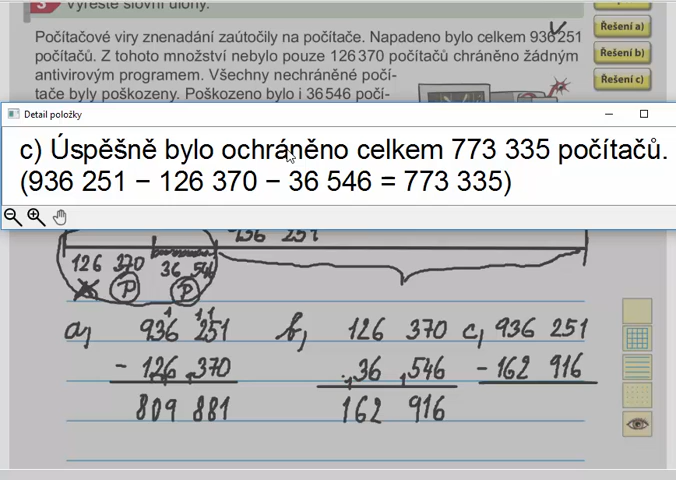 3 Vyřešte slovní úlohy.
Řešení a)
Řešení b)
Řešení c)
Počítačové viry znenadání zaútočily na počítače. Napadeno bylo celkem 936 251
počítačů. Z tohoto množství nebylo pouze 126 370 počítačů chráněno žádným
antivirovým programem. Všechny nechráněné počí-
tače byly poškozeny. Poškozeno bylo i 36 546 počí-
Detail položky
c) Úspěšně bylo ochráněno celkem 773 335 počítačů.
(936 251 − 126 370 − 36 546 = 773 335)
936 251
126 370 36 546
P P
a) 936 251 b) 126 370 c) 936 251
- 126 370 36 546 - 162 916
809 881 162 916